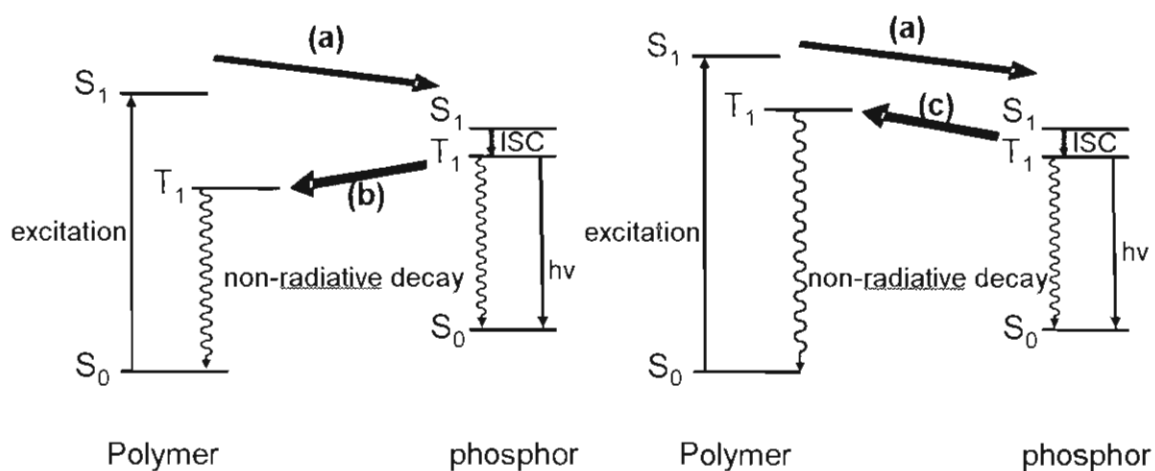 (a)
S1
S1
T1
ISC
(b)
T1
excitation
hv
non-radiative decay
S0
S0
Polymer
phosphor
(a)
S1
T1
(c)
S1
T1
ISC
excitation
hv
non-radiative decay
S0
S0
Polymer
phosphor